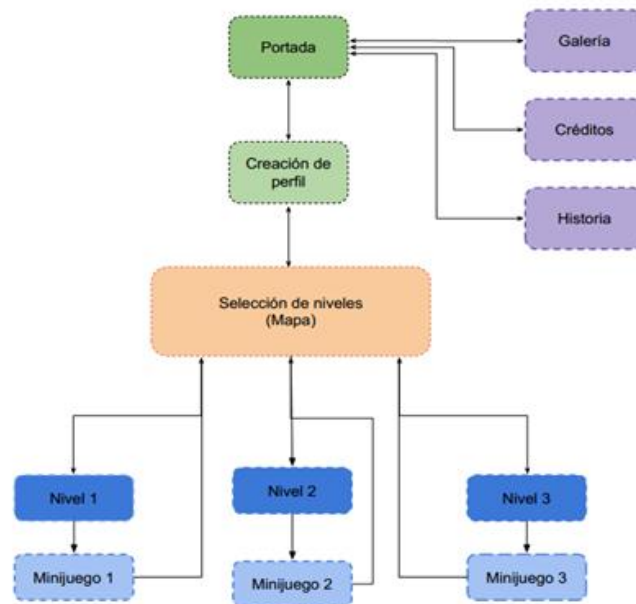 Portada
Galería
Créditos
Creación de
perfil
Historia
Selección de niveles
(Mapa)
Nivel 1
Nivel 2
Nivel 3
Minijuego 1
Minijuego 2
Minijuego 3